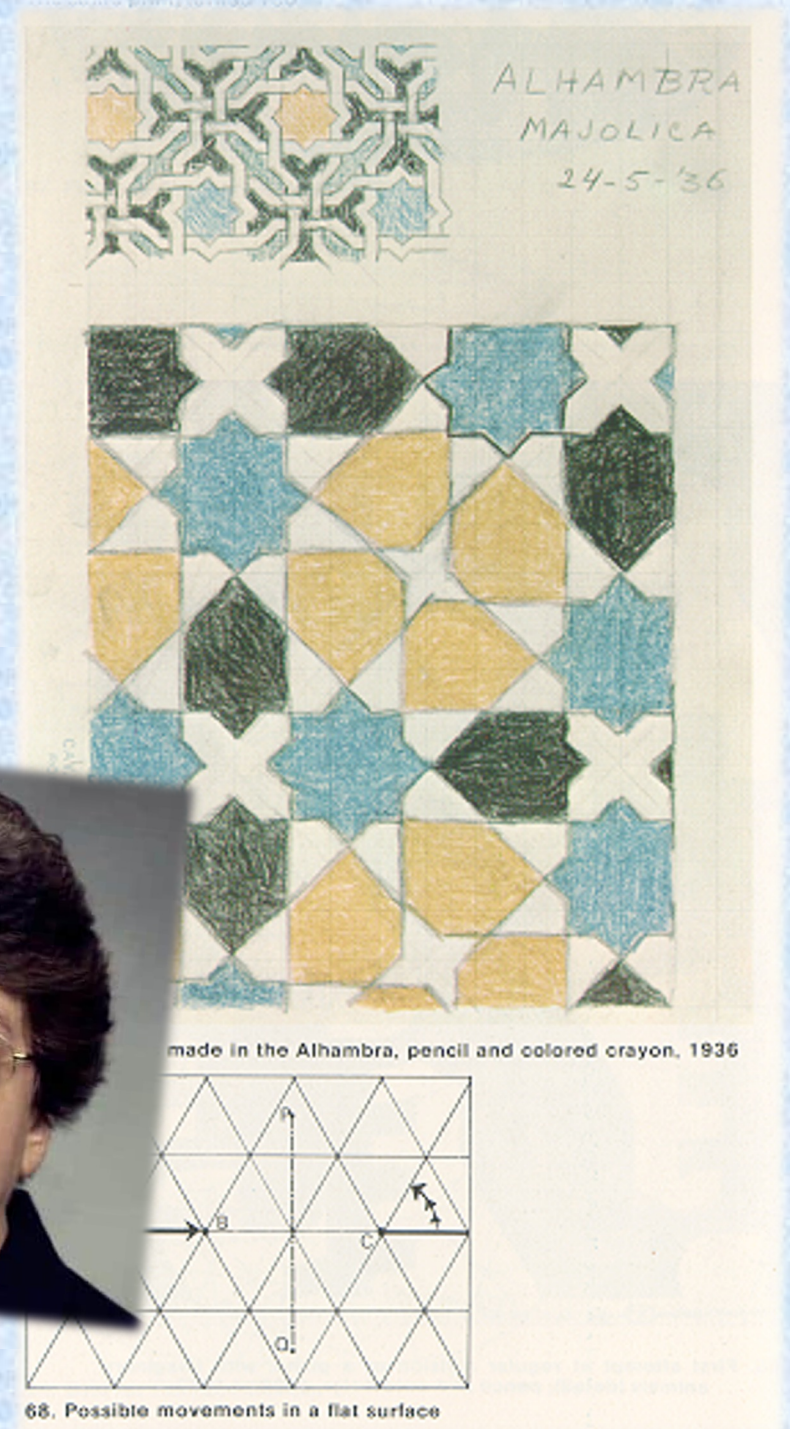 ALHAMBRA
MAJOLICA
24-5-'36
made in the Alhambra, pencil and colored crayon, 1936
P
B
C
Q
68. Possible movements in a flat surface